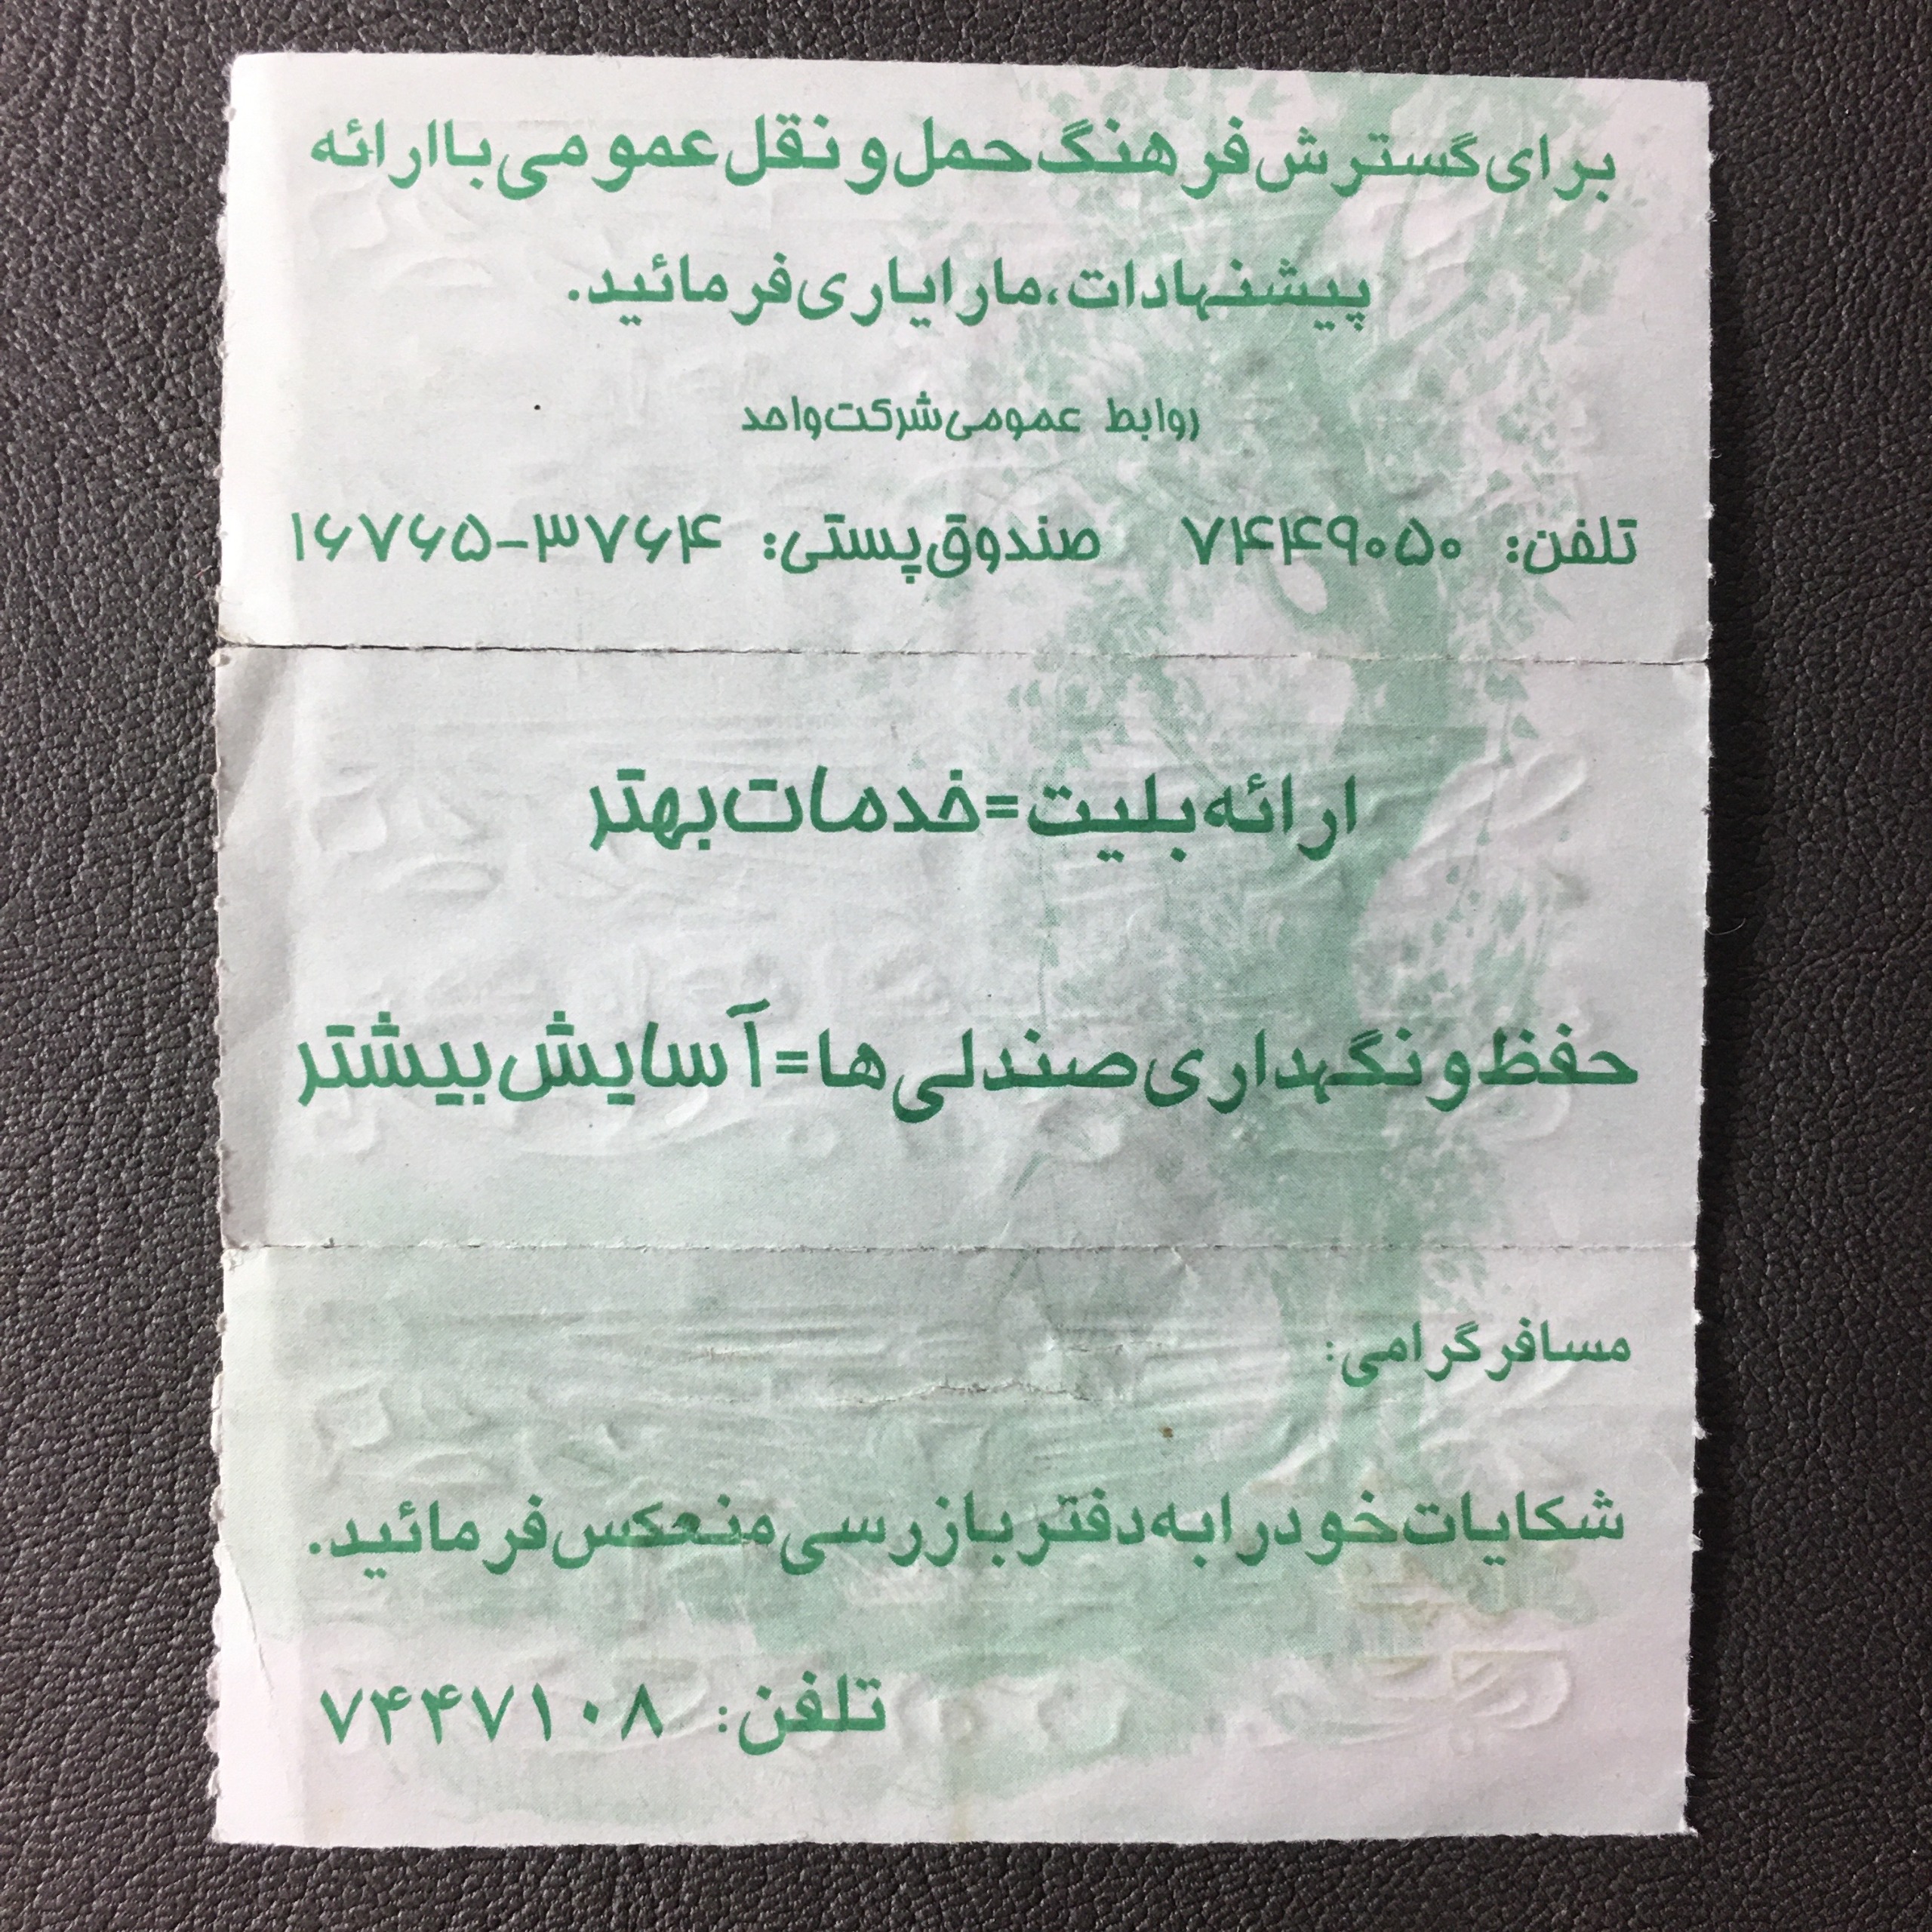 برای گسترش فرهنگ حمل و نقل عمومی با ارائه
پیشنهادات، ما را یاری فرمائید.
روابط عمومی شرکت واحد
تلفن: ۷۴۴۹۰۵۰ صندوق پستی: ۳۷۶۴-۱۶۷۶۵
ارائه بلیت=خدمات بهتر
حفظ و نگهداری صندلی ها=آسایش بیشتر
مسافر گرامی:
شکایات خود را به دفتر بازرسی منعکس فرمائید.
تلفن: ۷۴۴۷۱۰۸